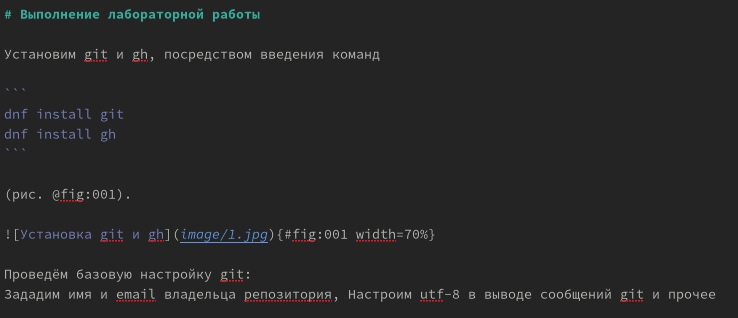 # Выполнение лабораторной работы
Установим git и gh, посредством введения команд
```
dnf install git
dnf install gh
```
(рис. @fig:001).
![Установка git и gh](image/1.jpg){#fig:001 width=70%}
Проведём базовую настройку git:
Зададим имя и email владельца репозитория, Настроим utf-8 в выводе сообщений git и прочее